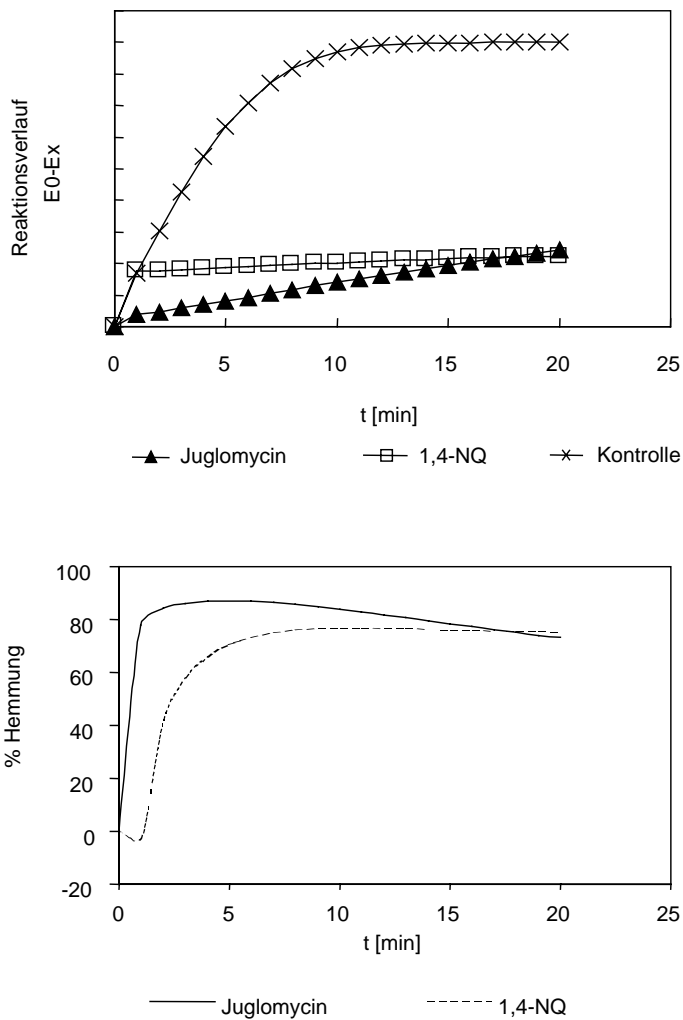 Reaktionsverlauf
E0-Ex
0 5 10 15 20 25
t [min]
Juglomycin 1,4-NQ Kontrolle
100
80
60
40
20
0
-20
% Hemmung
0 5 10 15 20 25
t [min]
Juglomycin 1,4-NQ